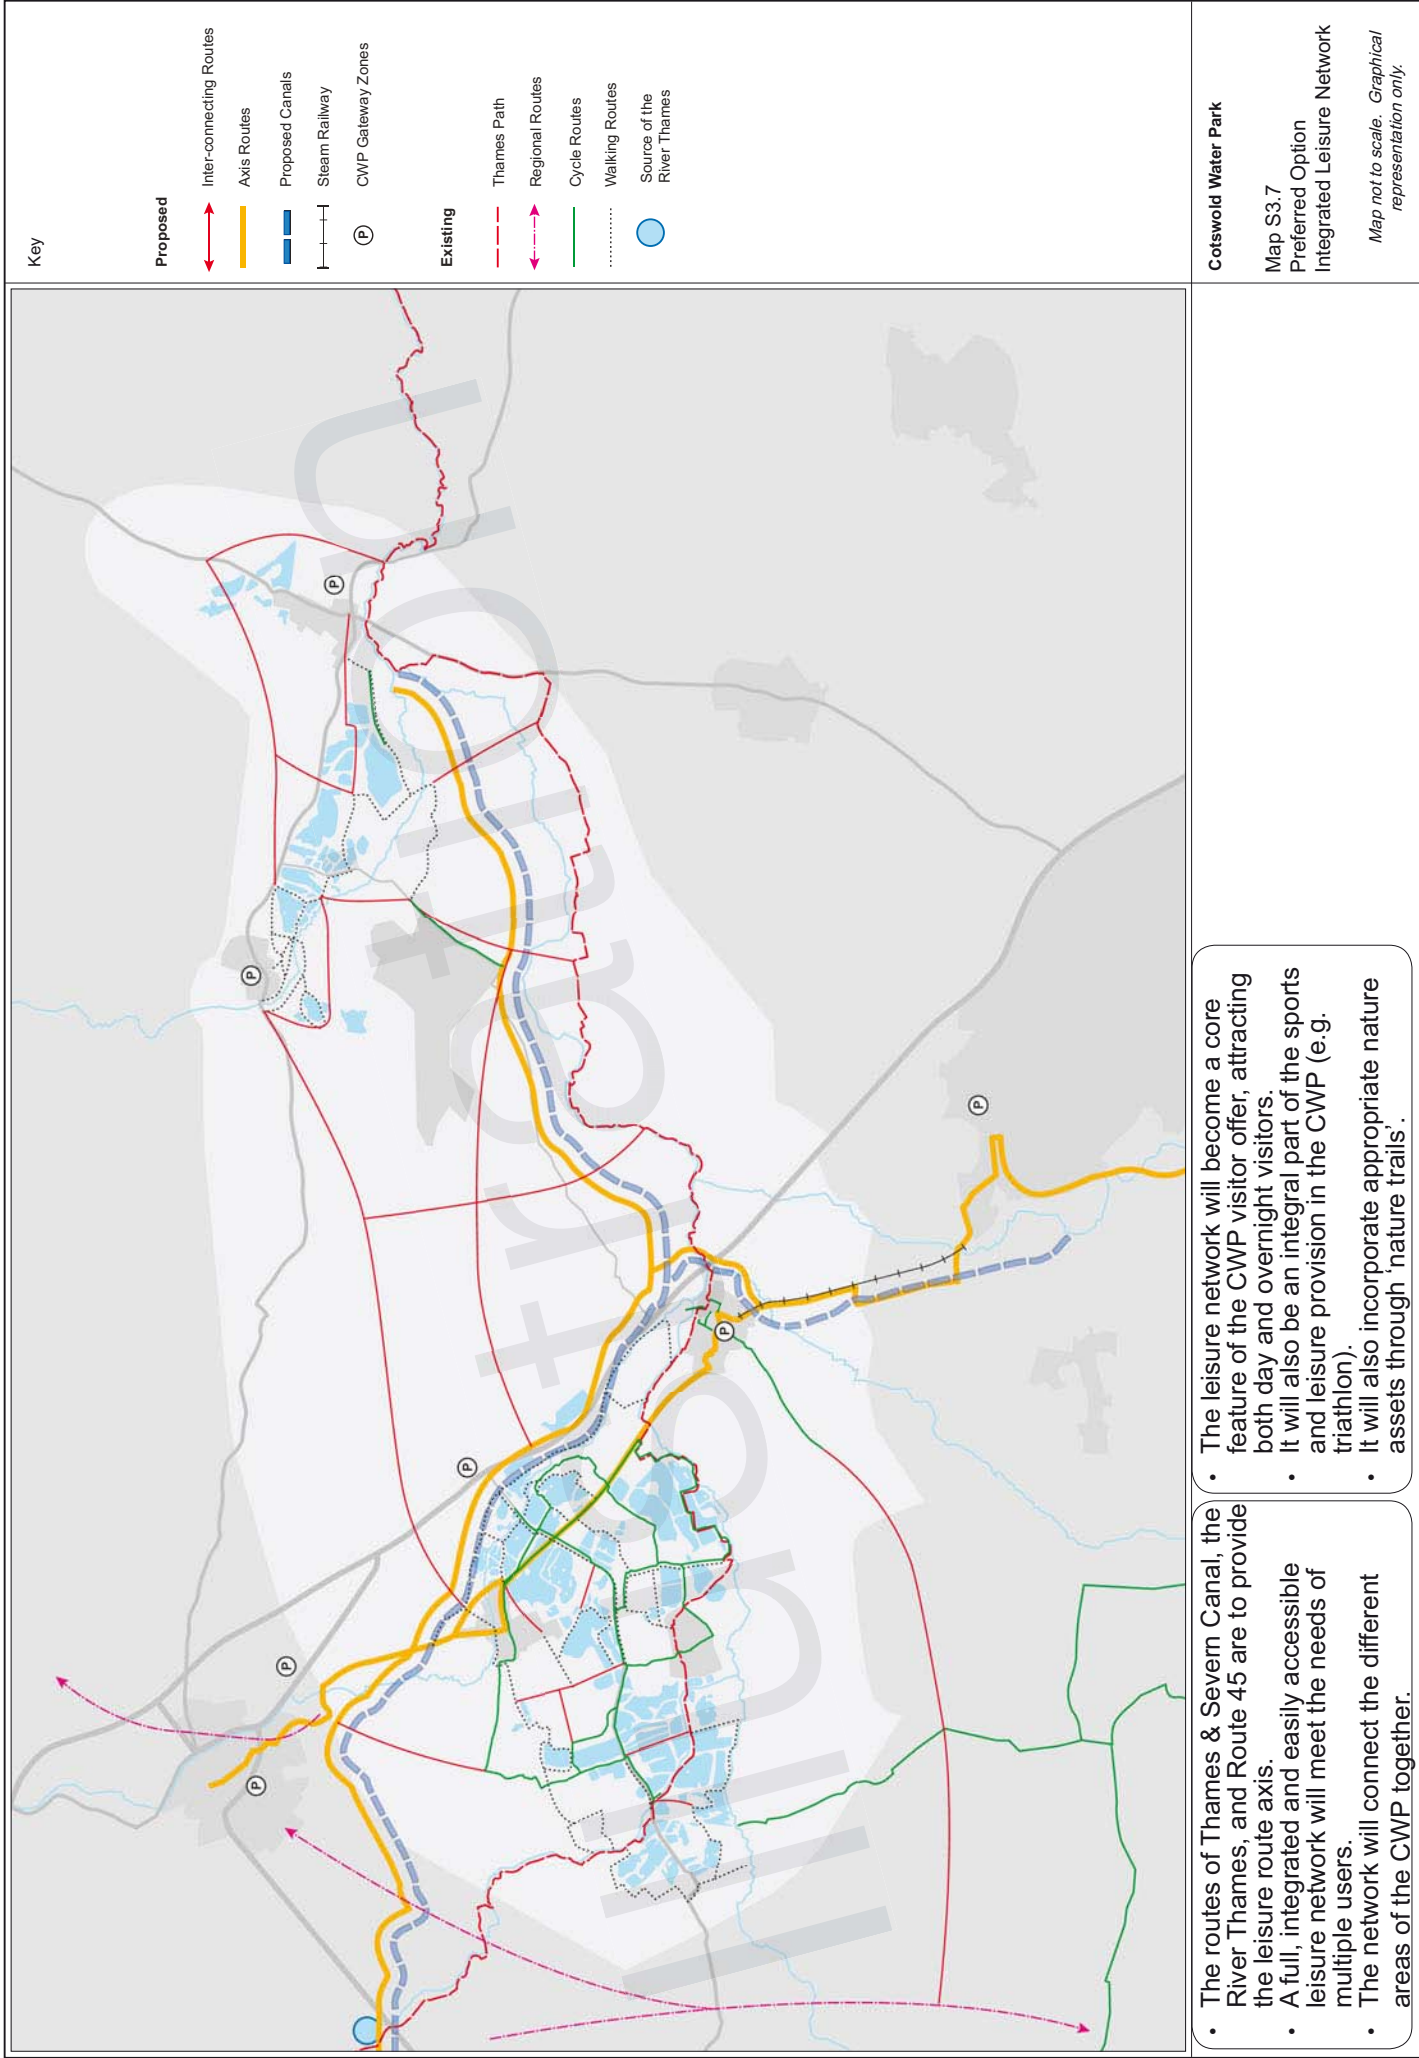 Key
Proposed
Inter-connecting Routes
Axis Routes
Proposed Canals
Steam Railway
P
CWP Gateway Zones
Existing
Thames Path
Regional Routes
Cycle Routes
Walking Routes
Source of the
River Thames
P
P
P
P
P
P
P
Illustration
• The routes of Thames & Severn Canal, the
River Thames, and Route 45 are to provide
the leisure route axis.
• A full, integrated and easily accessible
leisure network will meet the needs of
multiple users.
• The network will connect the different
areas of the CWP together.
• The leisure network will become a core
feature of the CWP visitor offer, attracting
both day and overnight visitors.
• It will also be an integral part of the sports
and leisure provision in the CWP (e.g.
triathlon).
• It will also incorporate appropriate nature
assets through 'nature trails'.
Cotswold Water Park
Map S3.7
Preferred Option
Integrated Leisure Network
Map not to scale. Graphical
representation only.